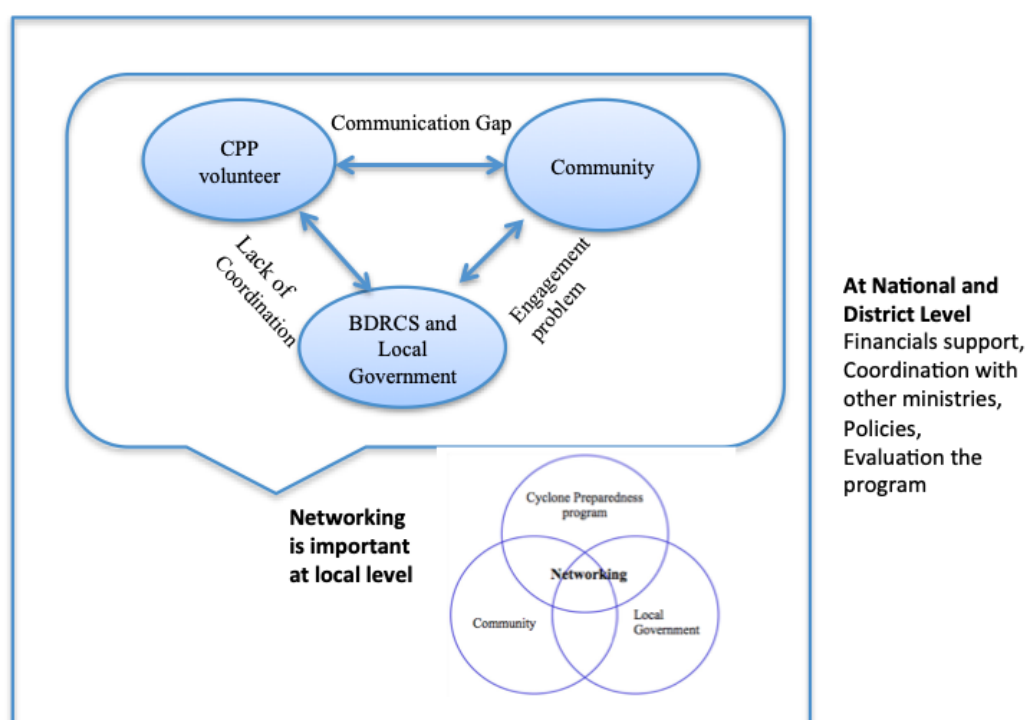 Communication Gap
CPP
volunteer
Community
Lack of
Coordination
Engagement
problem
BDRCS and
Local
Government
At National and
District Level
Financials support,
Coordination with
other ministries,
Policies,
Evaluation the
program
Networking
is important
at local level
Cyclone Preparedness
program
Networking
Community
Local
Government